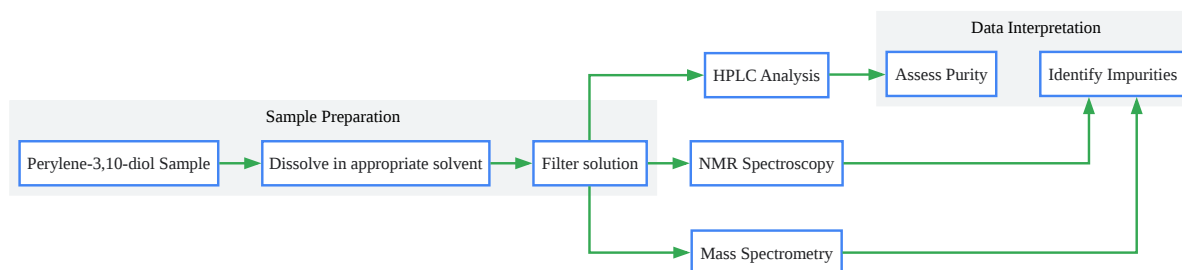 Data Interpretation
HPLC Analysis
Assess Purity
Identify Impurities
Sample Preparation
Perylene-3,10-diol Sample
Dissolve in appropriate solvent
Filter solution
NMR Spectroscopy
Mass Spectrometry